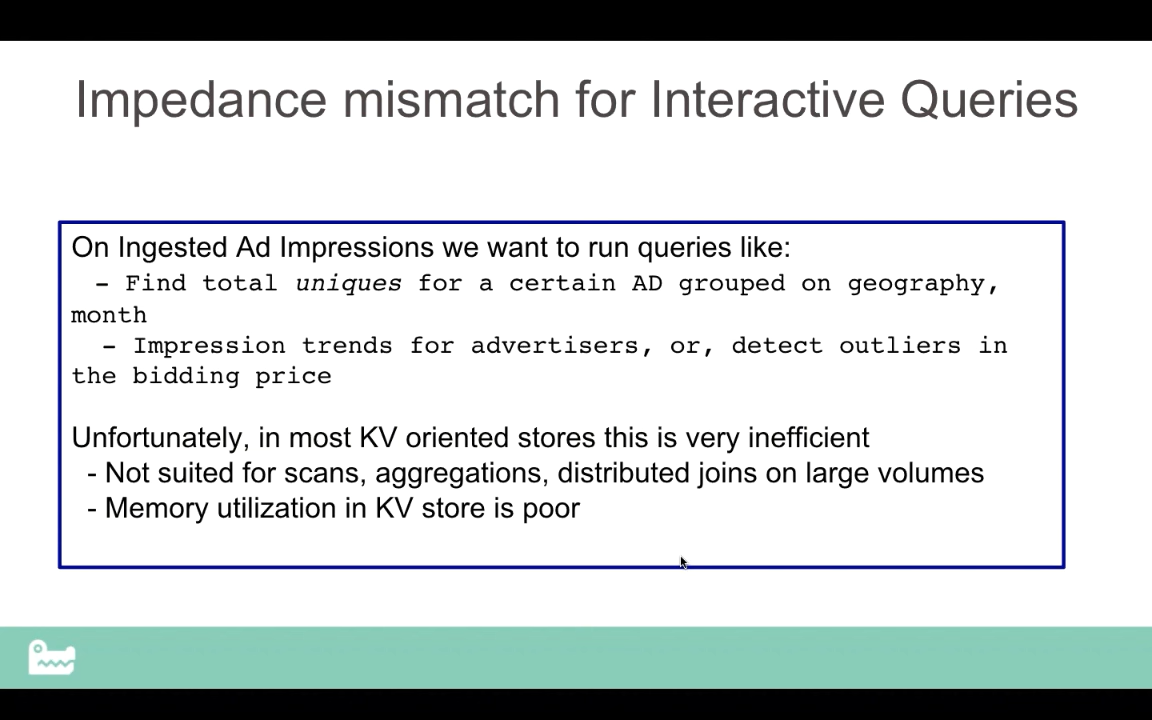 Impedance mismatch for Interactive Queries
On Ingested Ad Impressions we want to run queries like:
- Find total uniques for a certain AD grouped on geography,
month
- Impression trends for advertisers, or, detect outliers in
the bidding price
Unfortunately, in most KV oriented stores this is very inefficient
- Not suited for scans, aggregations, distributed joins on large volumes
- Memory utilization in KV store is poor